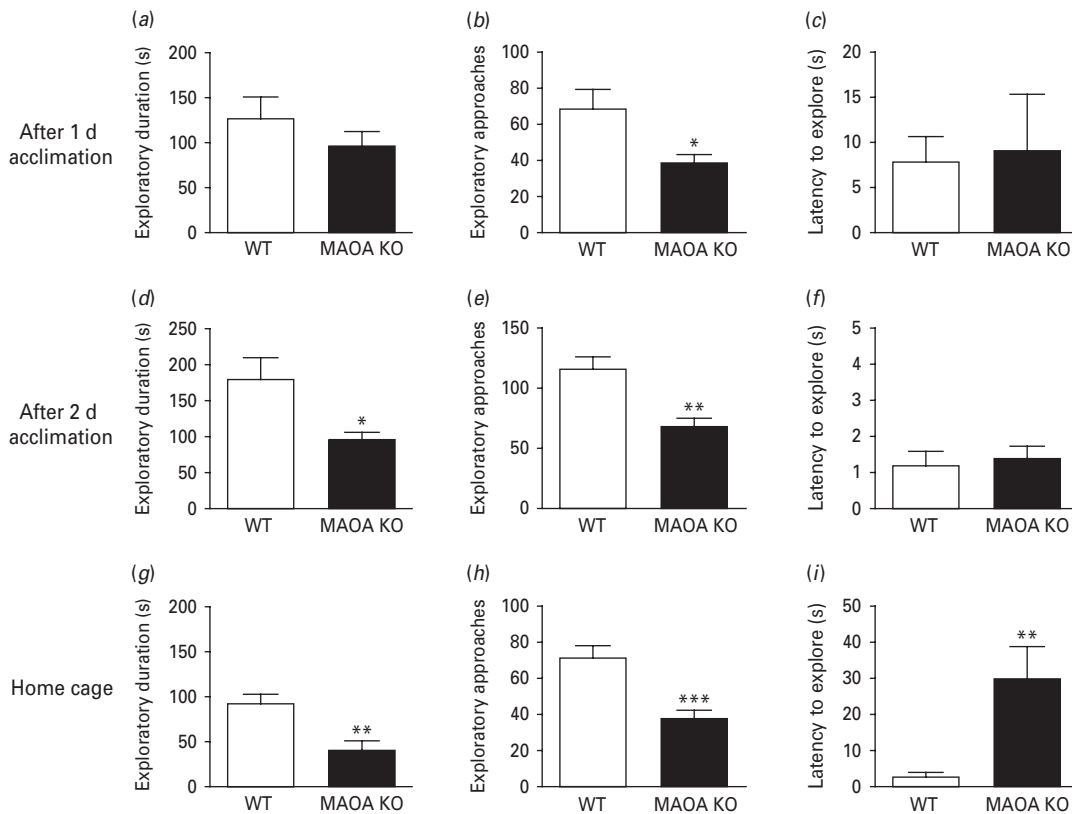 (a)
(b)
(c)
After 1 d
acclimation
Exploratory duration (s)
200
150
100
50
0
WT
MAOA KO
Exploratory approaches
100
80
60
40
20
0
*
WT
MAOA KO
Latency to explore (s)
20
15
10
5
0
WT
MAOA KO
(d)
(e)
(f)
After 2 d
acclimation
Exploratory duration (s)
250
200
150
100
50
0
*
WT
MAOA KO
Exploratory approaches
150
100
50
0
**
WT
MAOA KO
Latency to explore (s)
5
4
3
2
1
0
WT
MAOA KO
(g)
(h)
(i)
Home cage
Exploratory duration (s)
200
150
100
50
0
**
WT
MAOA KO
Exploratory approaches
100
80
60
40
20
0
***
WT
MAOA KO
Latency to explore (s)
50
40
30
20
10
0
**
WT
MAOA KO